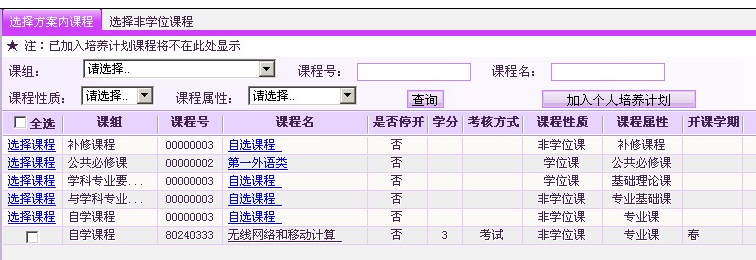 选择方案内课程 选择非学位课程
★ 注：已加入培养计划课程将不在此处显示
课组： 请选择.. 课程号： 课程名：
课程性质： 请选择.. 课程属性： 请选择.. 查询 加入个人培养计划
全选 课组 课程号 课程名 是否停开 学分 考核方式 课程性质 课程属性 开课学期
选择课程 补修课程 00000003 自选课程 否 非学位课 补修课程
选择课程 公共必修课 00000002 第一外语类 否 学位课 公共必修课
选择课程 学科专业要... 00000003 自选课程 否 学位课 基础理论课
选择课程 与学科专业... 00000003 自选课程 否 非学位课 专业基础课
选择课程 自学课程 00000003 自选课程 否 非学位课 专业课
自学课程 80240333 无线网络和移动计算 否 3 考试 非学位课 专业课 春